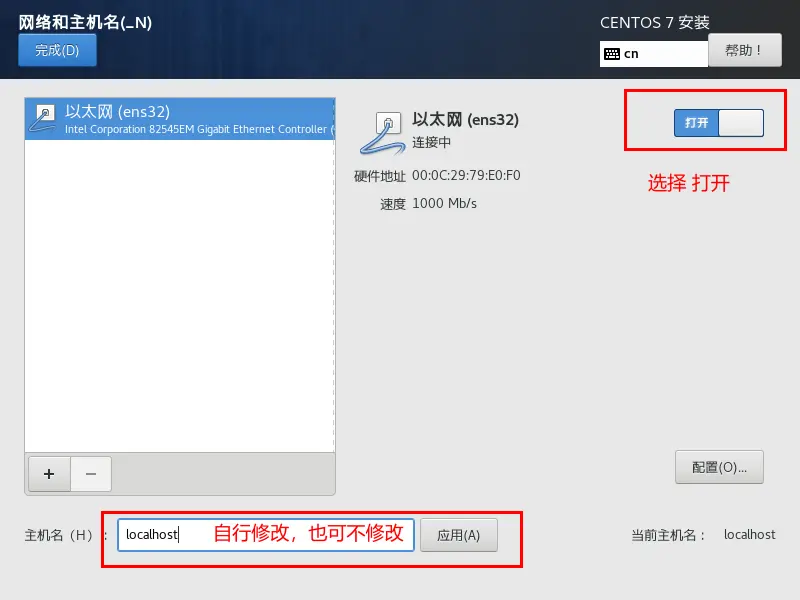 网络和主机名(_N)
完成(D)
CENTOS 7 安装
cn
帮助！
以太网 (ens32)
Intel Corporation 82545EM Gigabit Ethernet Controller (
以太网 (ens32)
连接中
硬件地址 00:0C:29:79:E0:F0
速度 1000 Mb/s
打开
选择 打开
+
−
配置(O)...
主机名（H）：
localhost
自行修改，也可不修改
应用(A)
当前主机名： localhost